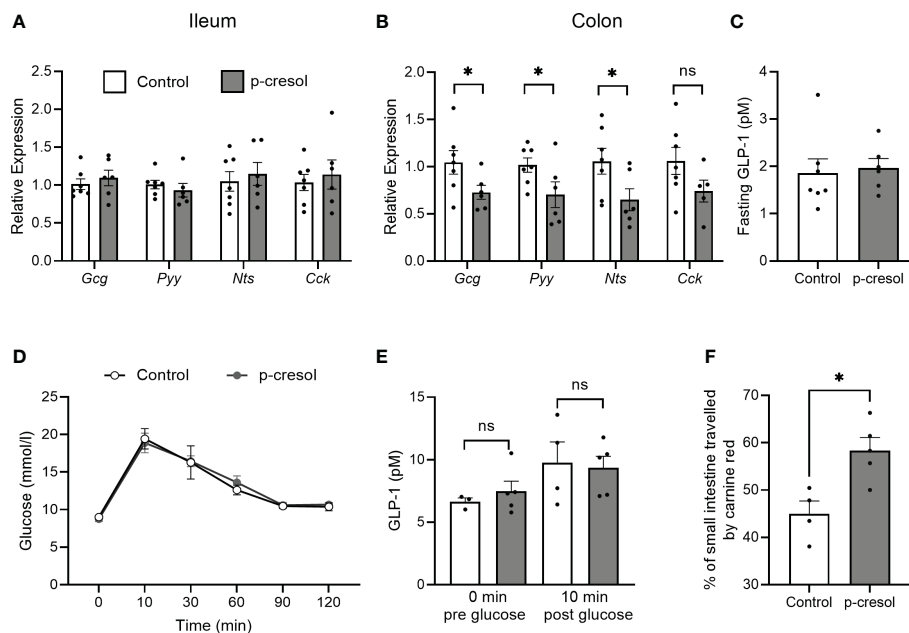 A
Ileum
B
Colon
C
Relative Expression
2.5
2.0
1.5
1.0
0.5
0.0
Control
p-cresol
Gcg
Pyy
Nts
Cck
Relative Expression
2.0
1.5
1.0
0.5
0.0
*
*
*
ns
Gcg
Pyy
Nts
Cck
Fasting GLP-1 (pM)
4
3
2
1
0
Control
p-cresol
D
Control
p-cresol
Glucose (mmol/l)
25
20
15
10
5
0
0
10
30
60
90
120
Time (min)
E
GLP-1 (pM)
15
10
5
0
ns
ns
0 min
pre glucose
10 min
post glucose
F
% of small intestine travelled
by carnine red
70
60
50
40
30
*
Control
p-cresol